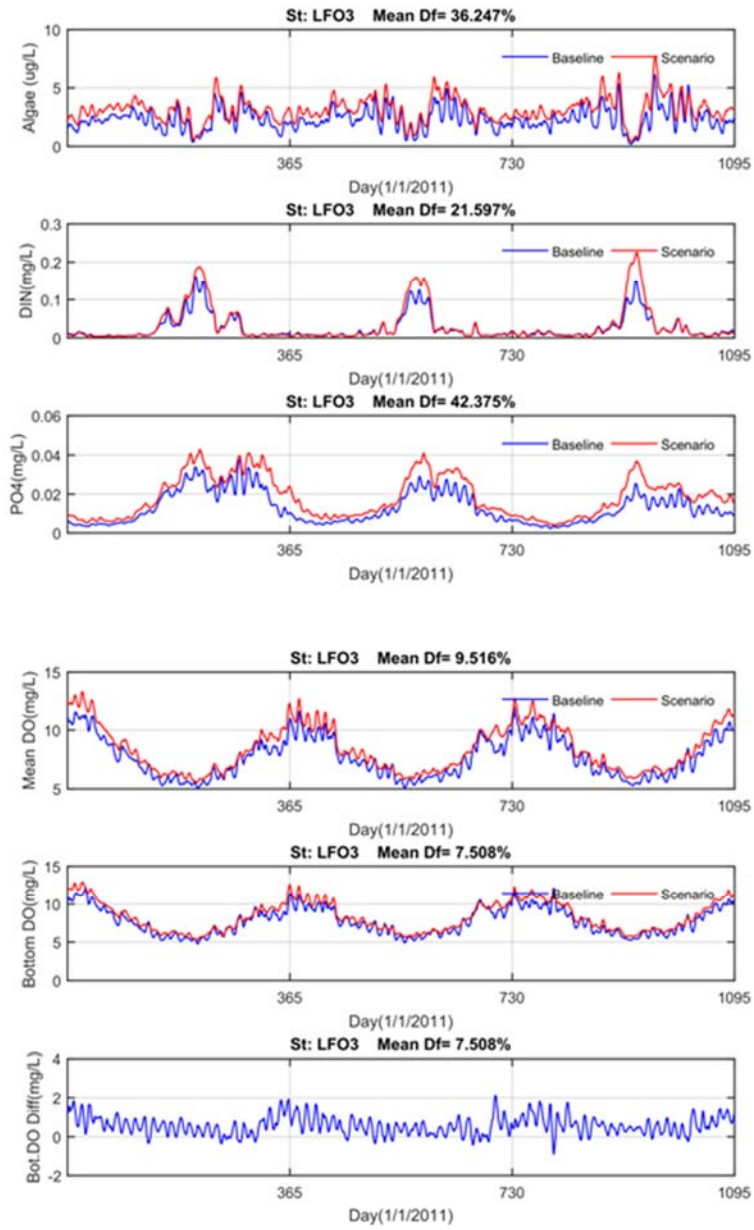 St: LFO3 Mean Df= 36.247%
10
5
0
Algae (ug/L)
Baseline Scenario
365 730 1095
Day(1/1/2011)
St: LFO3 Mean Df= 21.597%
0.3
0.2
0.1
0
DIN(mg/L)
Baseline Scenario
365 730 1095
Day(1/1/2011)
St: LFO3 Mean Df= 42.375%
0.06
0.04
0.02
0
PO4(mg/L)
Baseline Scenario
365 730 1095
Day(1/1/2011)
St: LFO3 Mean Df= 9.516%
15
10
5
Mean DO(mg/L)
Baseline Scenario
365 730 1095
Day(1/1/2011)
St: LFO3 Mean Df= 7.508%
15
10
5
0
Bottom DO(mg/L)
Baseline Scenario
365 730 1095
Day(1/1/2011)
St: LFO3 Mean Df= 7.508%
4
2
0
-2
Bot.DO Diff(mg/L)
365 730 1095
Day(1/1/2011)